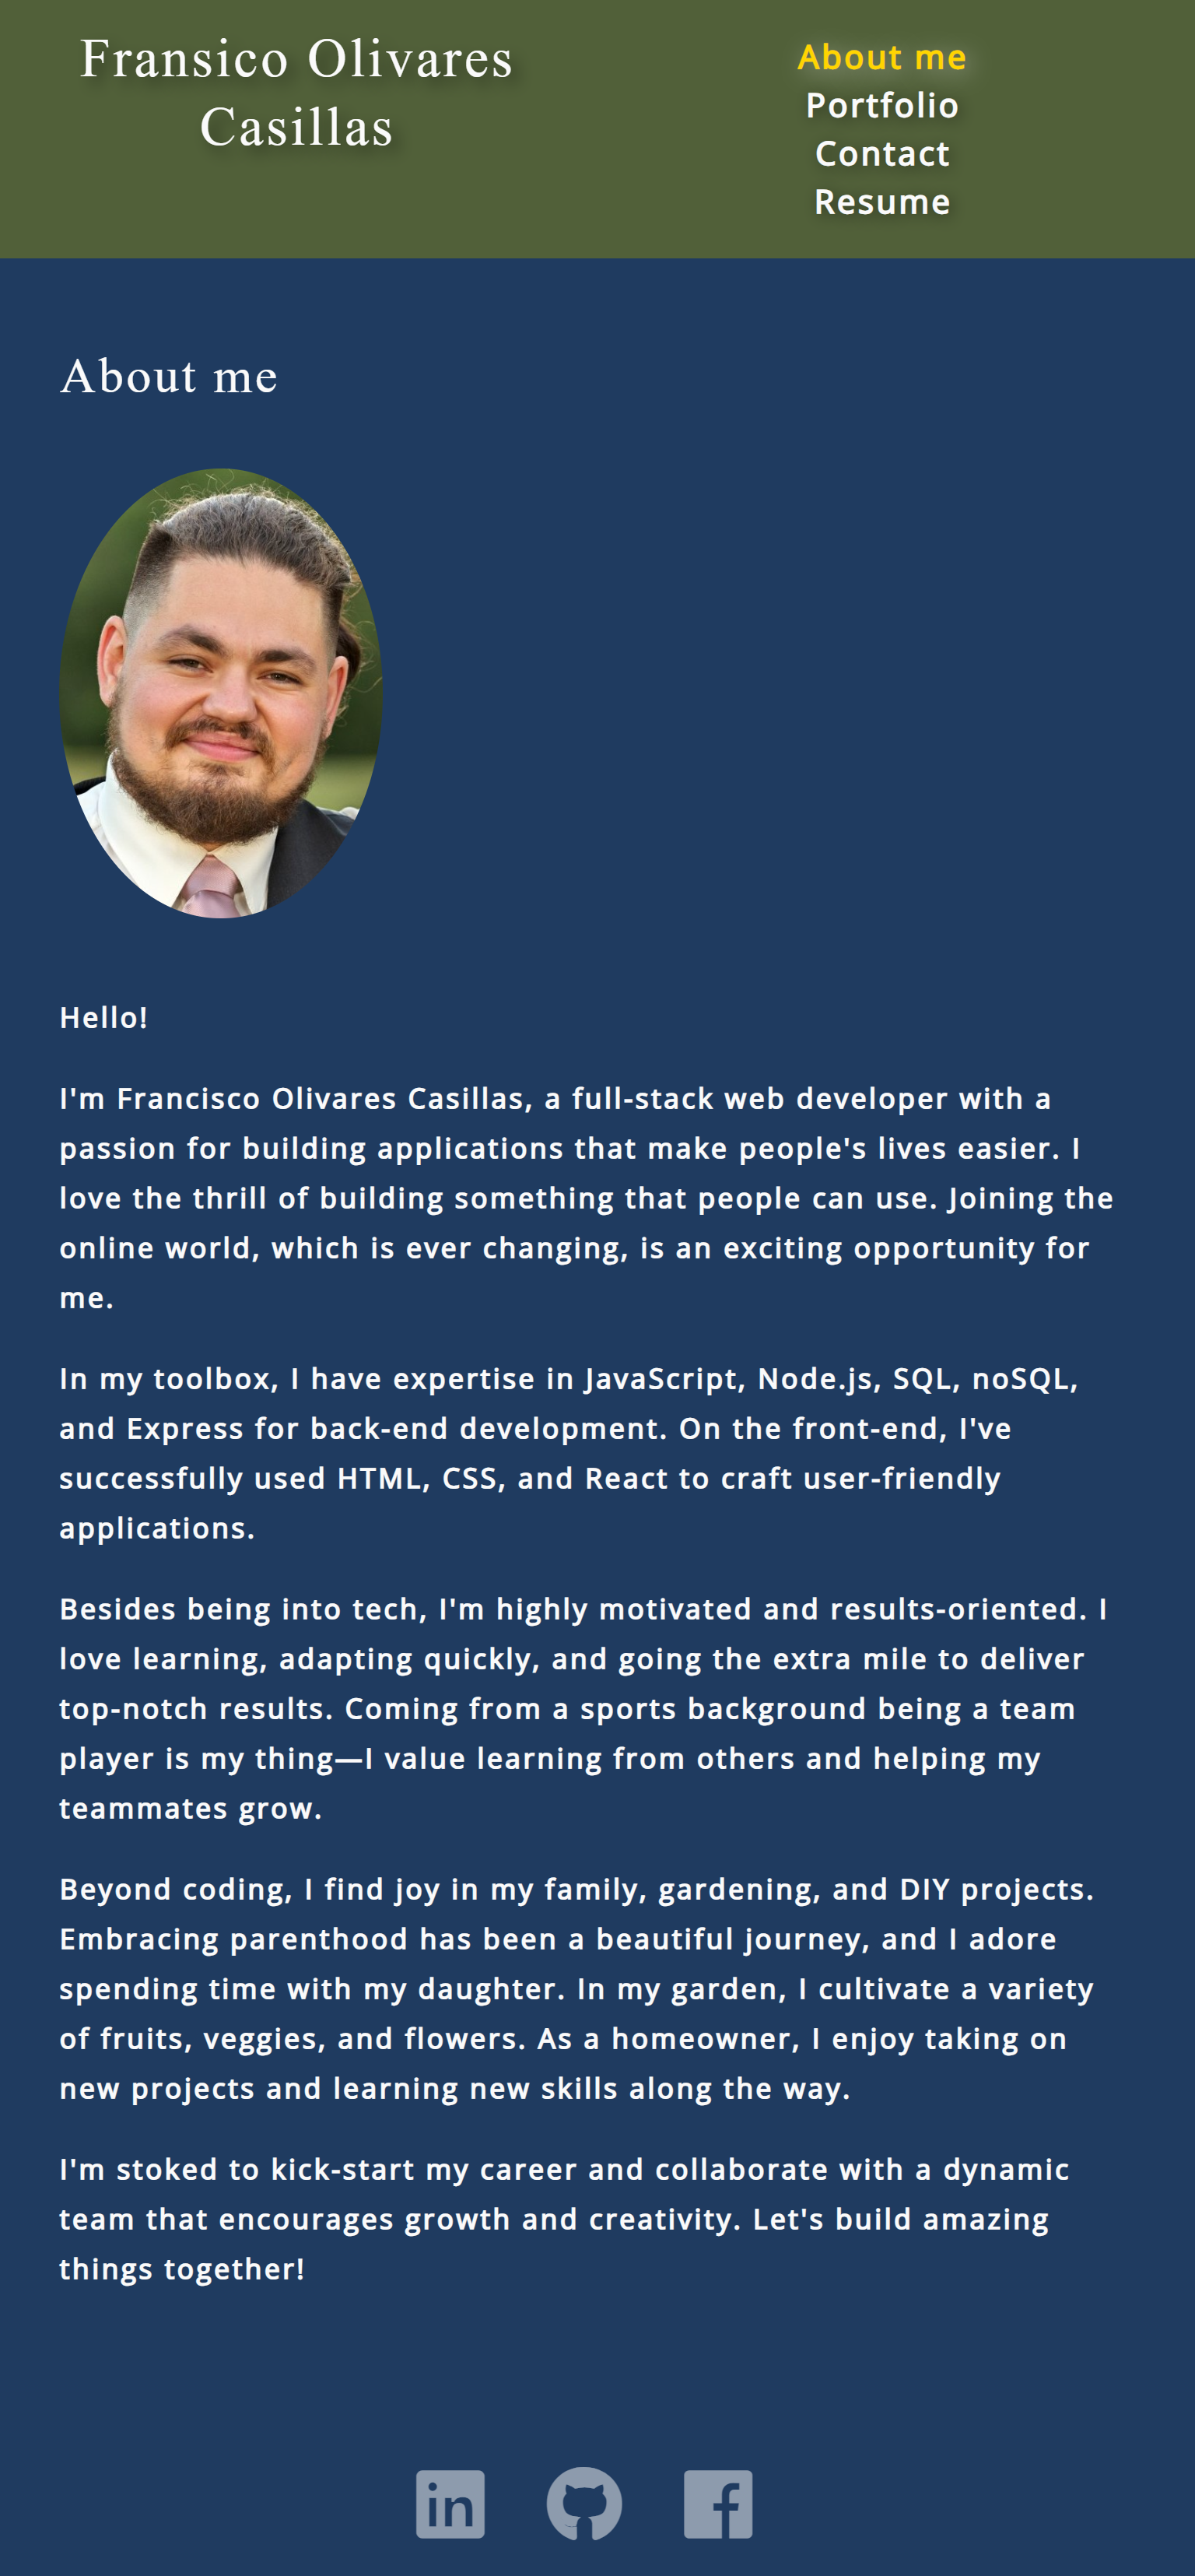 Fransico Olivares
Casillas
About me
Portfolio
Contact
Resume
About me
Hello!
I'm Francisco Olivares Casillas, a full-stack web developer with a
passion for building applications that make people's lives easier. I
love the thrill of building something that people can use. Joining the
online world, which is ever changing, is an exciting opportunity for
me.
In my toolbox, I have expertise in JavaScript, Node.js, SQL, noSQL,
and Express for back-end development. On the front-end, I've
successfully used HTML, CSS, and React to craft user-friendly
applications.
Besides being into tech, I'm highly motivated and results-oriented. I
love learning, adapting quickly, and going the extra mile to deliver
top-notch results. Coming from a sports background being a team
player is my thing—I value learning from others and helping my
teammates grow.
Beyond coding, I find joy in my family, gardening, and DIY projects.
Embracing parenthood has been a beautiful journey, and I adore
spending time with my daughter. In my garden, I cultivate a variety
of fruits, veggies, and flowers. As a homeowner, I enjoy taking on
new projects and learning new skills along the way.
I'm stoked to kick-start my career and collaborate with a dynamic
team that encourages growth and creativity. Let's build amazing
things together!
in
f